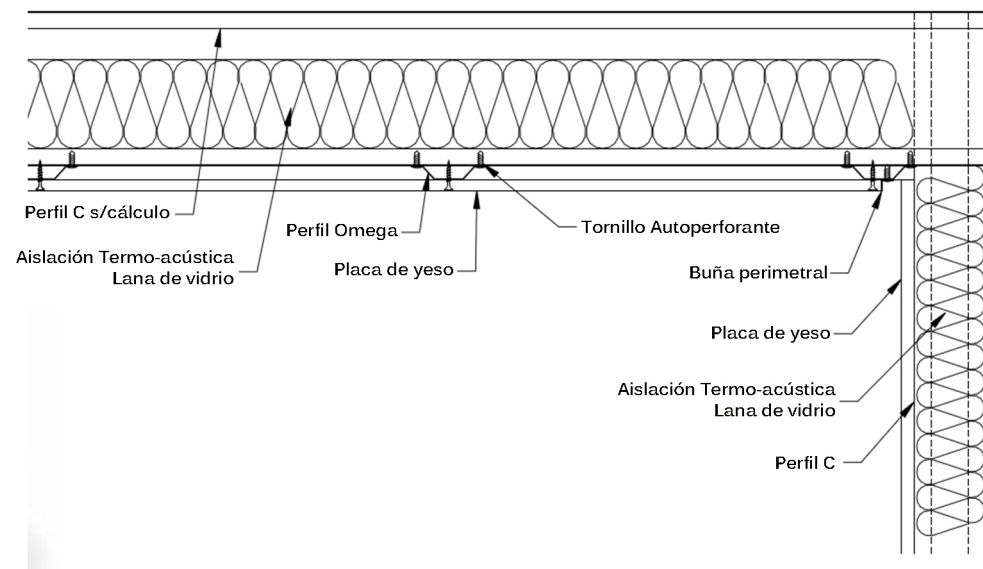 Perfil C s/cálculo
Aislación Termo-acústica
Lana de vidrio
Perfil Omega
Placa de yeso
Tornillo Autoperforante
Buña perimetral
Placa de yeso
Aislación Termo-acústica
Lana de vidrio
Perfil C